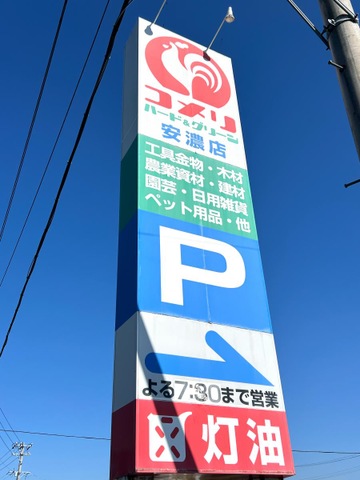 コメリ
ハード&グリーン
安濃店
工具金物・木材
農業資材・建材
園芸・日用雑貨
ペット用品・他
P
よる7:30まで営業
灯油